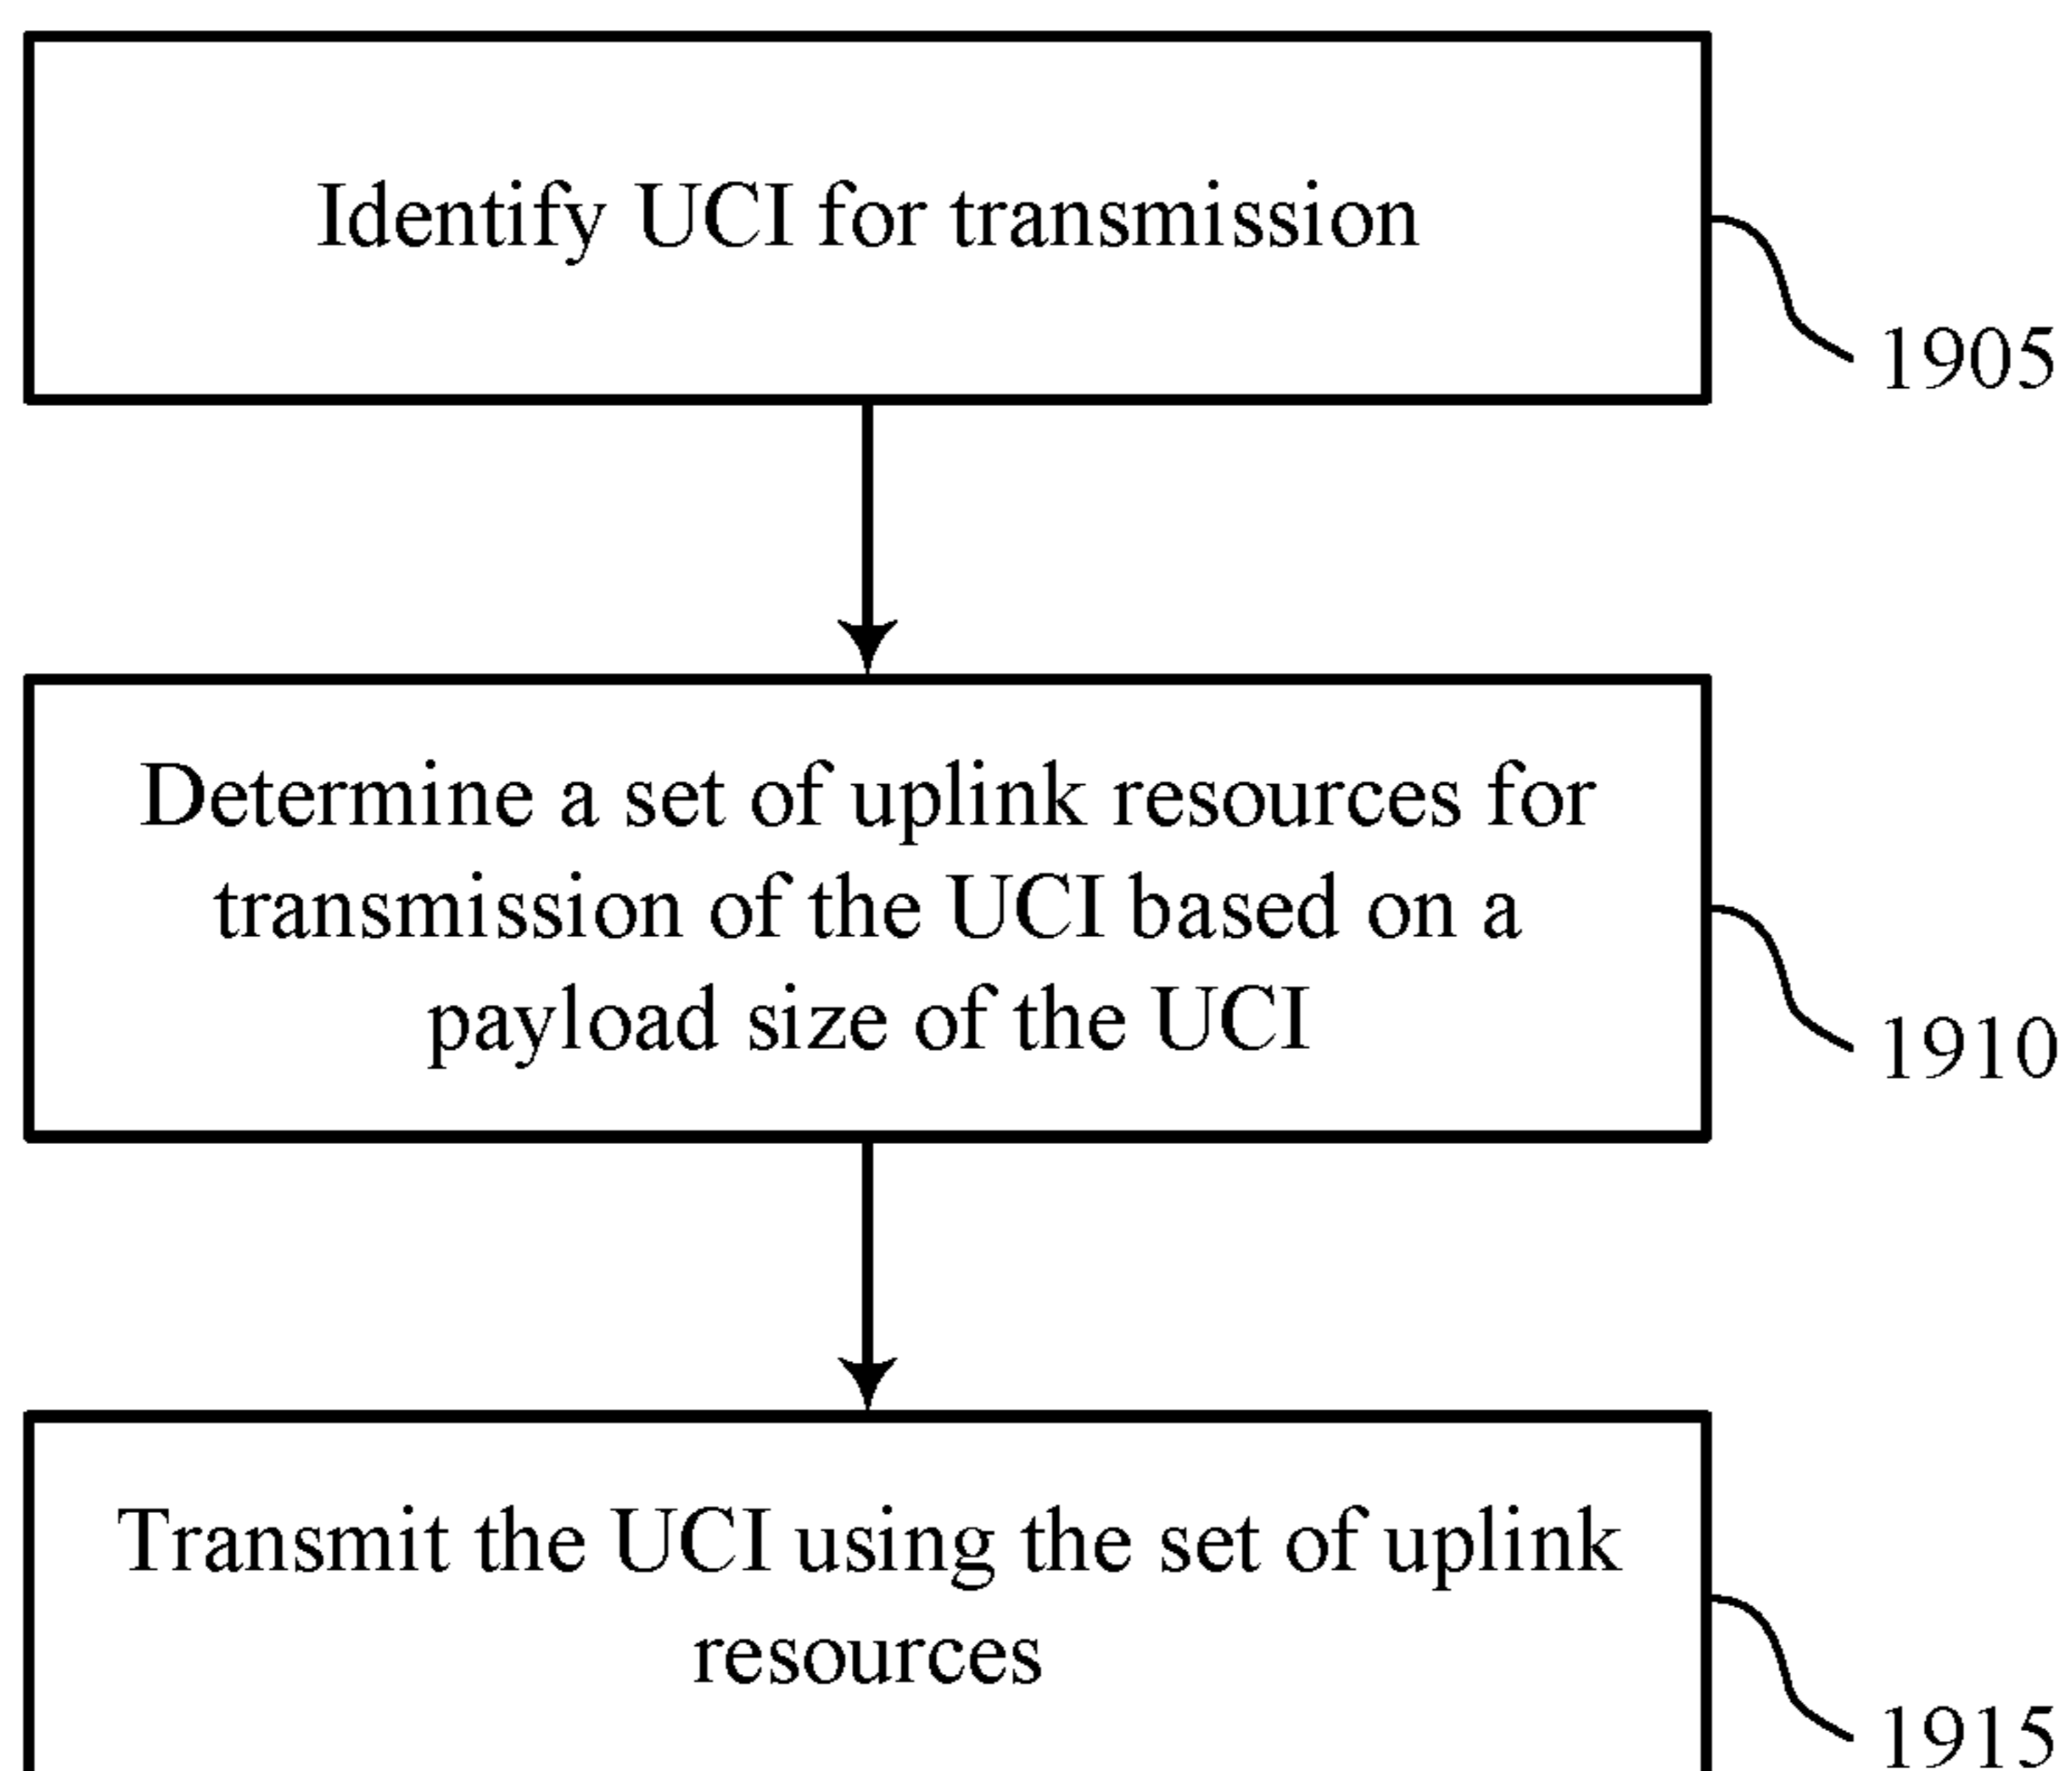 Identify UCI for transmission
1905
Determine a set of uplink resources for
transmission of the UCI based on a
payload size of the UCI
1910
Transmit the UCI using the set of uplink
resources
1915